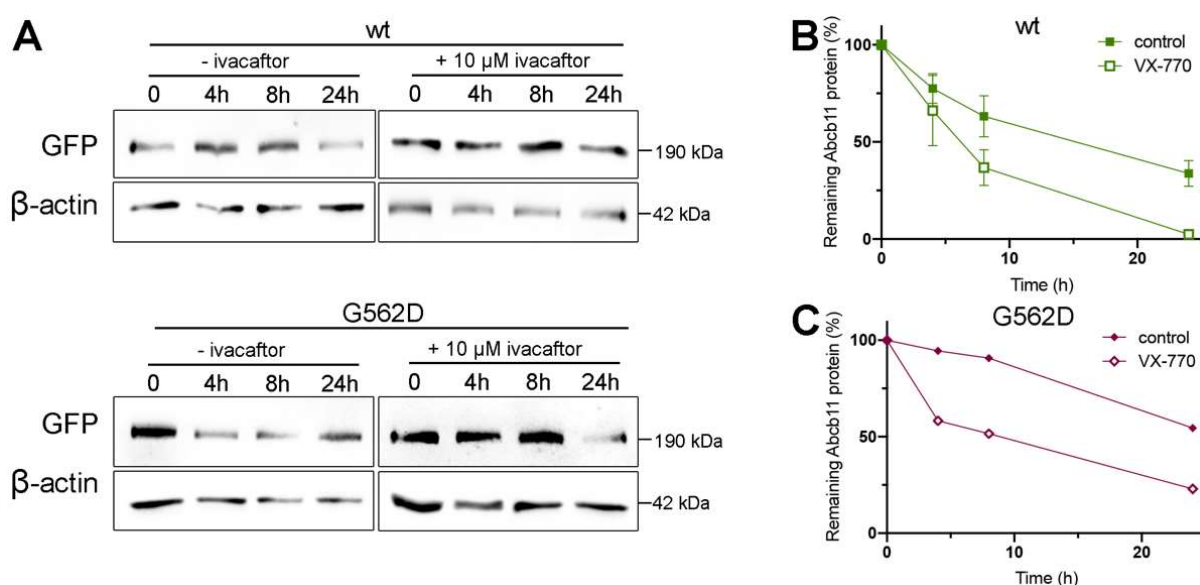 A
wt
- ivacaftor
+ 10 µM ivacaftor
0 4h 8h 24h
0 4h 8h 24h
GFP
190 kDa
β-actin
42 kDa
G562D
- ivacaftor
+ 10 µM ivacaftor
0 4h 8h 24h
0 4h 8h 24h
GFP
190 kDa
β-actin
42 kDa
B
wt
control
VX-770
Remaining Abcb11 protein (%)
100
50
0
0 10 20
Time (h)
C
G562D
control
VX-770
Remaining Abcb11 protein (%)
100
50
0
0 10 20
Time (h)